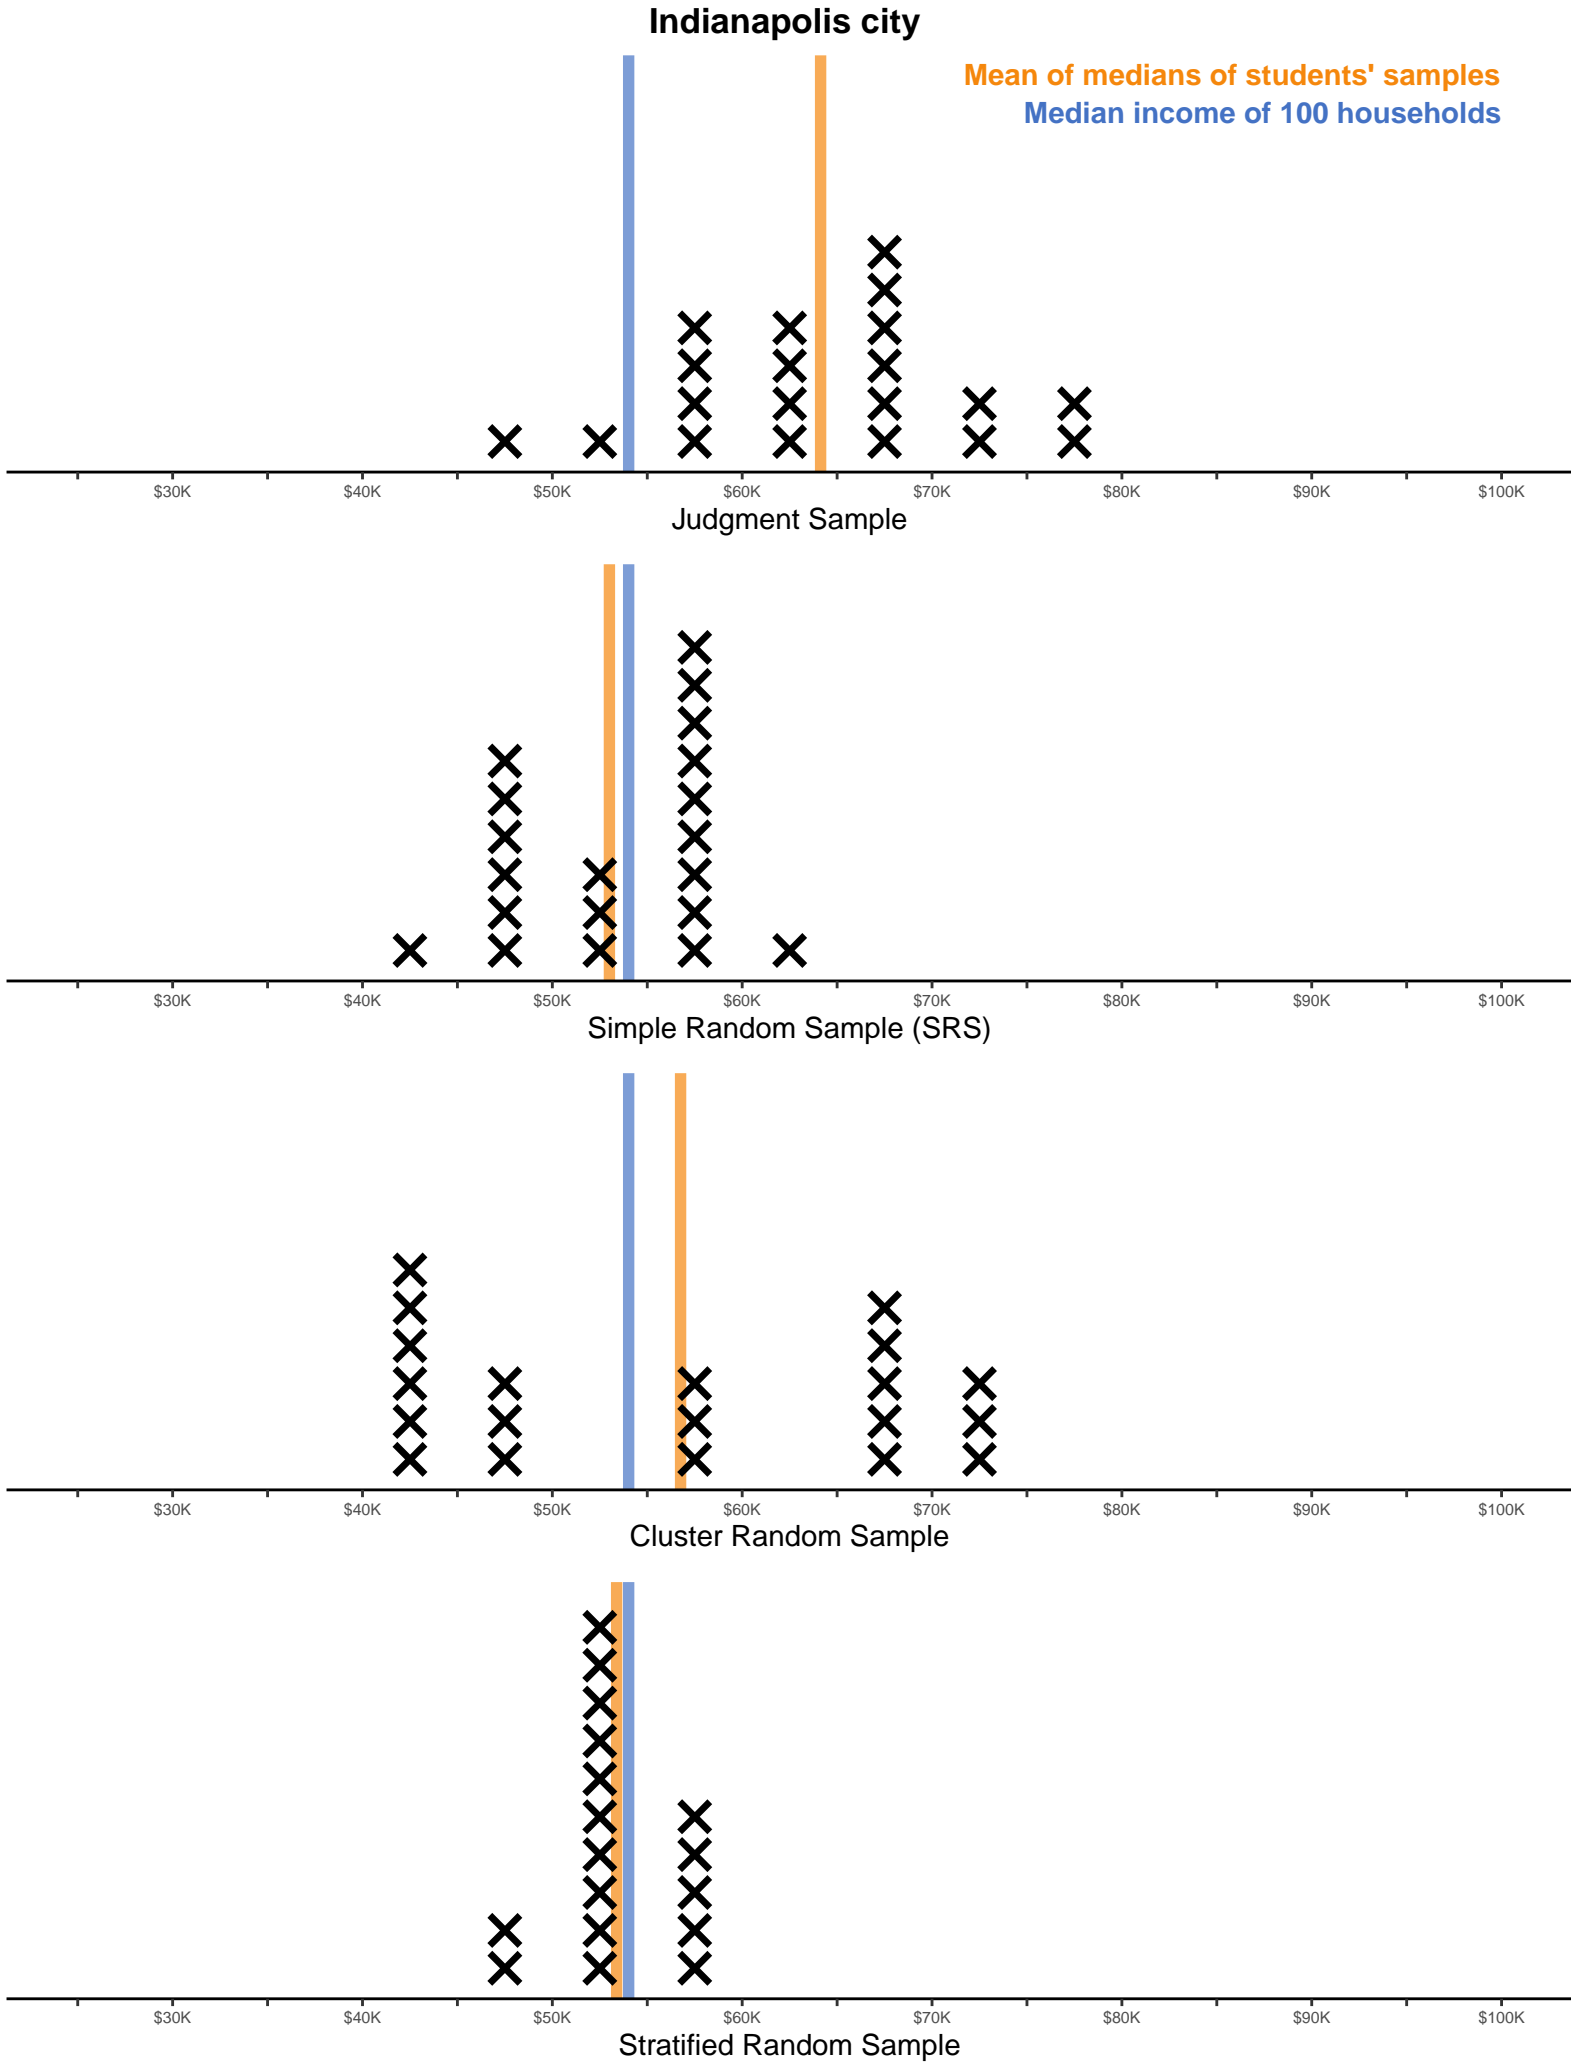 Indianapolis city
Mean of medians of students' samples
Median income of 100 households
$30K $40K $50K $60K $70K $80K $90K $100K
Judgment Sample
$30K $40K $50K $60K $70K $80K $90K $100K
Simple Random Sample (SRS)
$30K $40K $50K $60K $70K $80K $90K $100K
Cluster Random Sample
$30K $40K $50K $60K $70K $80K $90K $100K
Stratified Random Sample